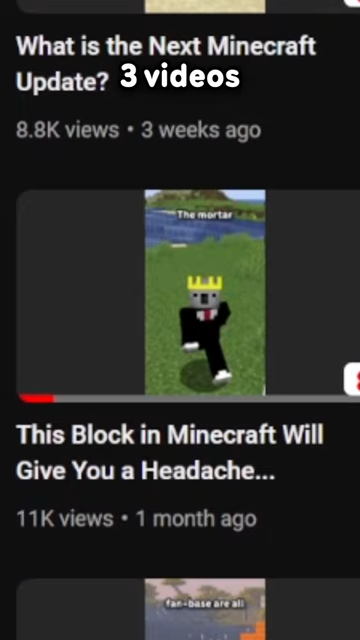 What is the Next Minecraft
Update?
3 videos
8.8K views • 3 weeks ago
The mortar
This Block in Minecraft Will
Give You a Headache...
11K views • 1 month ago
fan-base are all